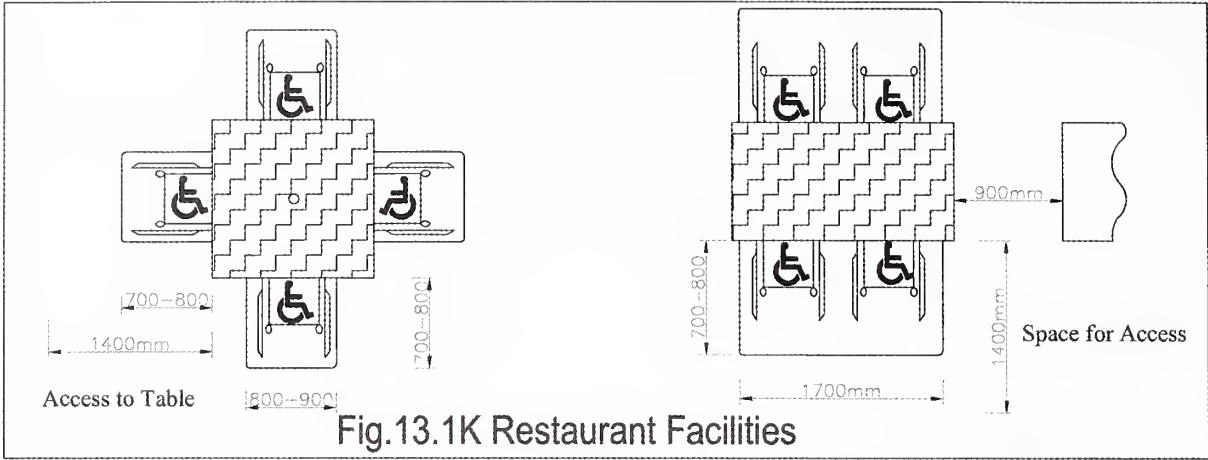 700-800
1400mm
Access to Table
800-900
700-800
900mm
700-800
1400mm
Space for Access
1700mm
Fig.13.1K Restaurant Facilities